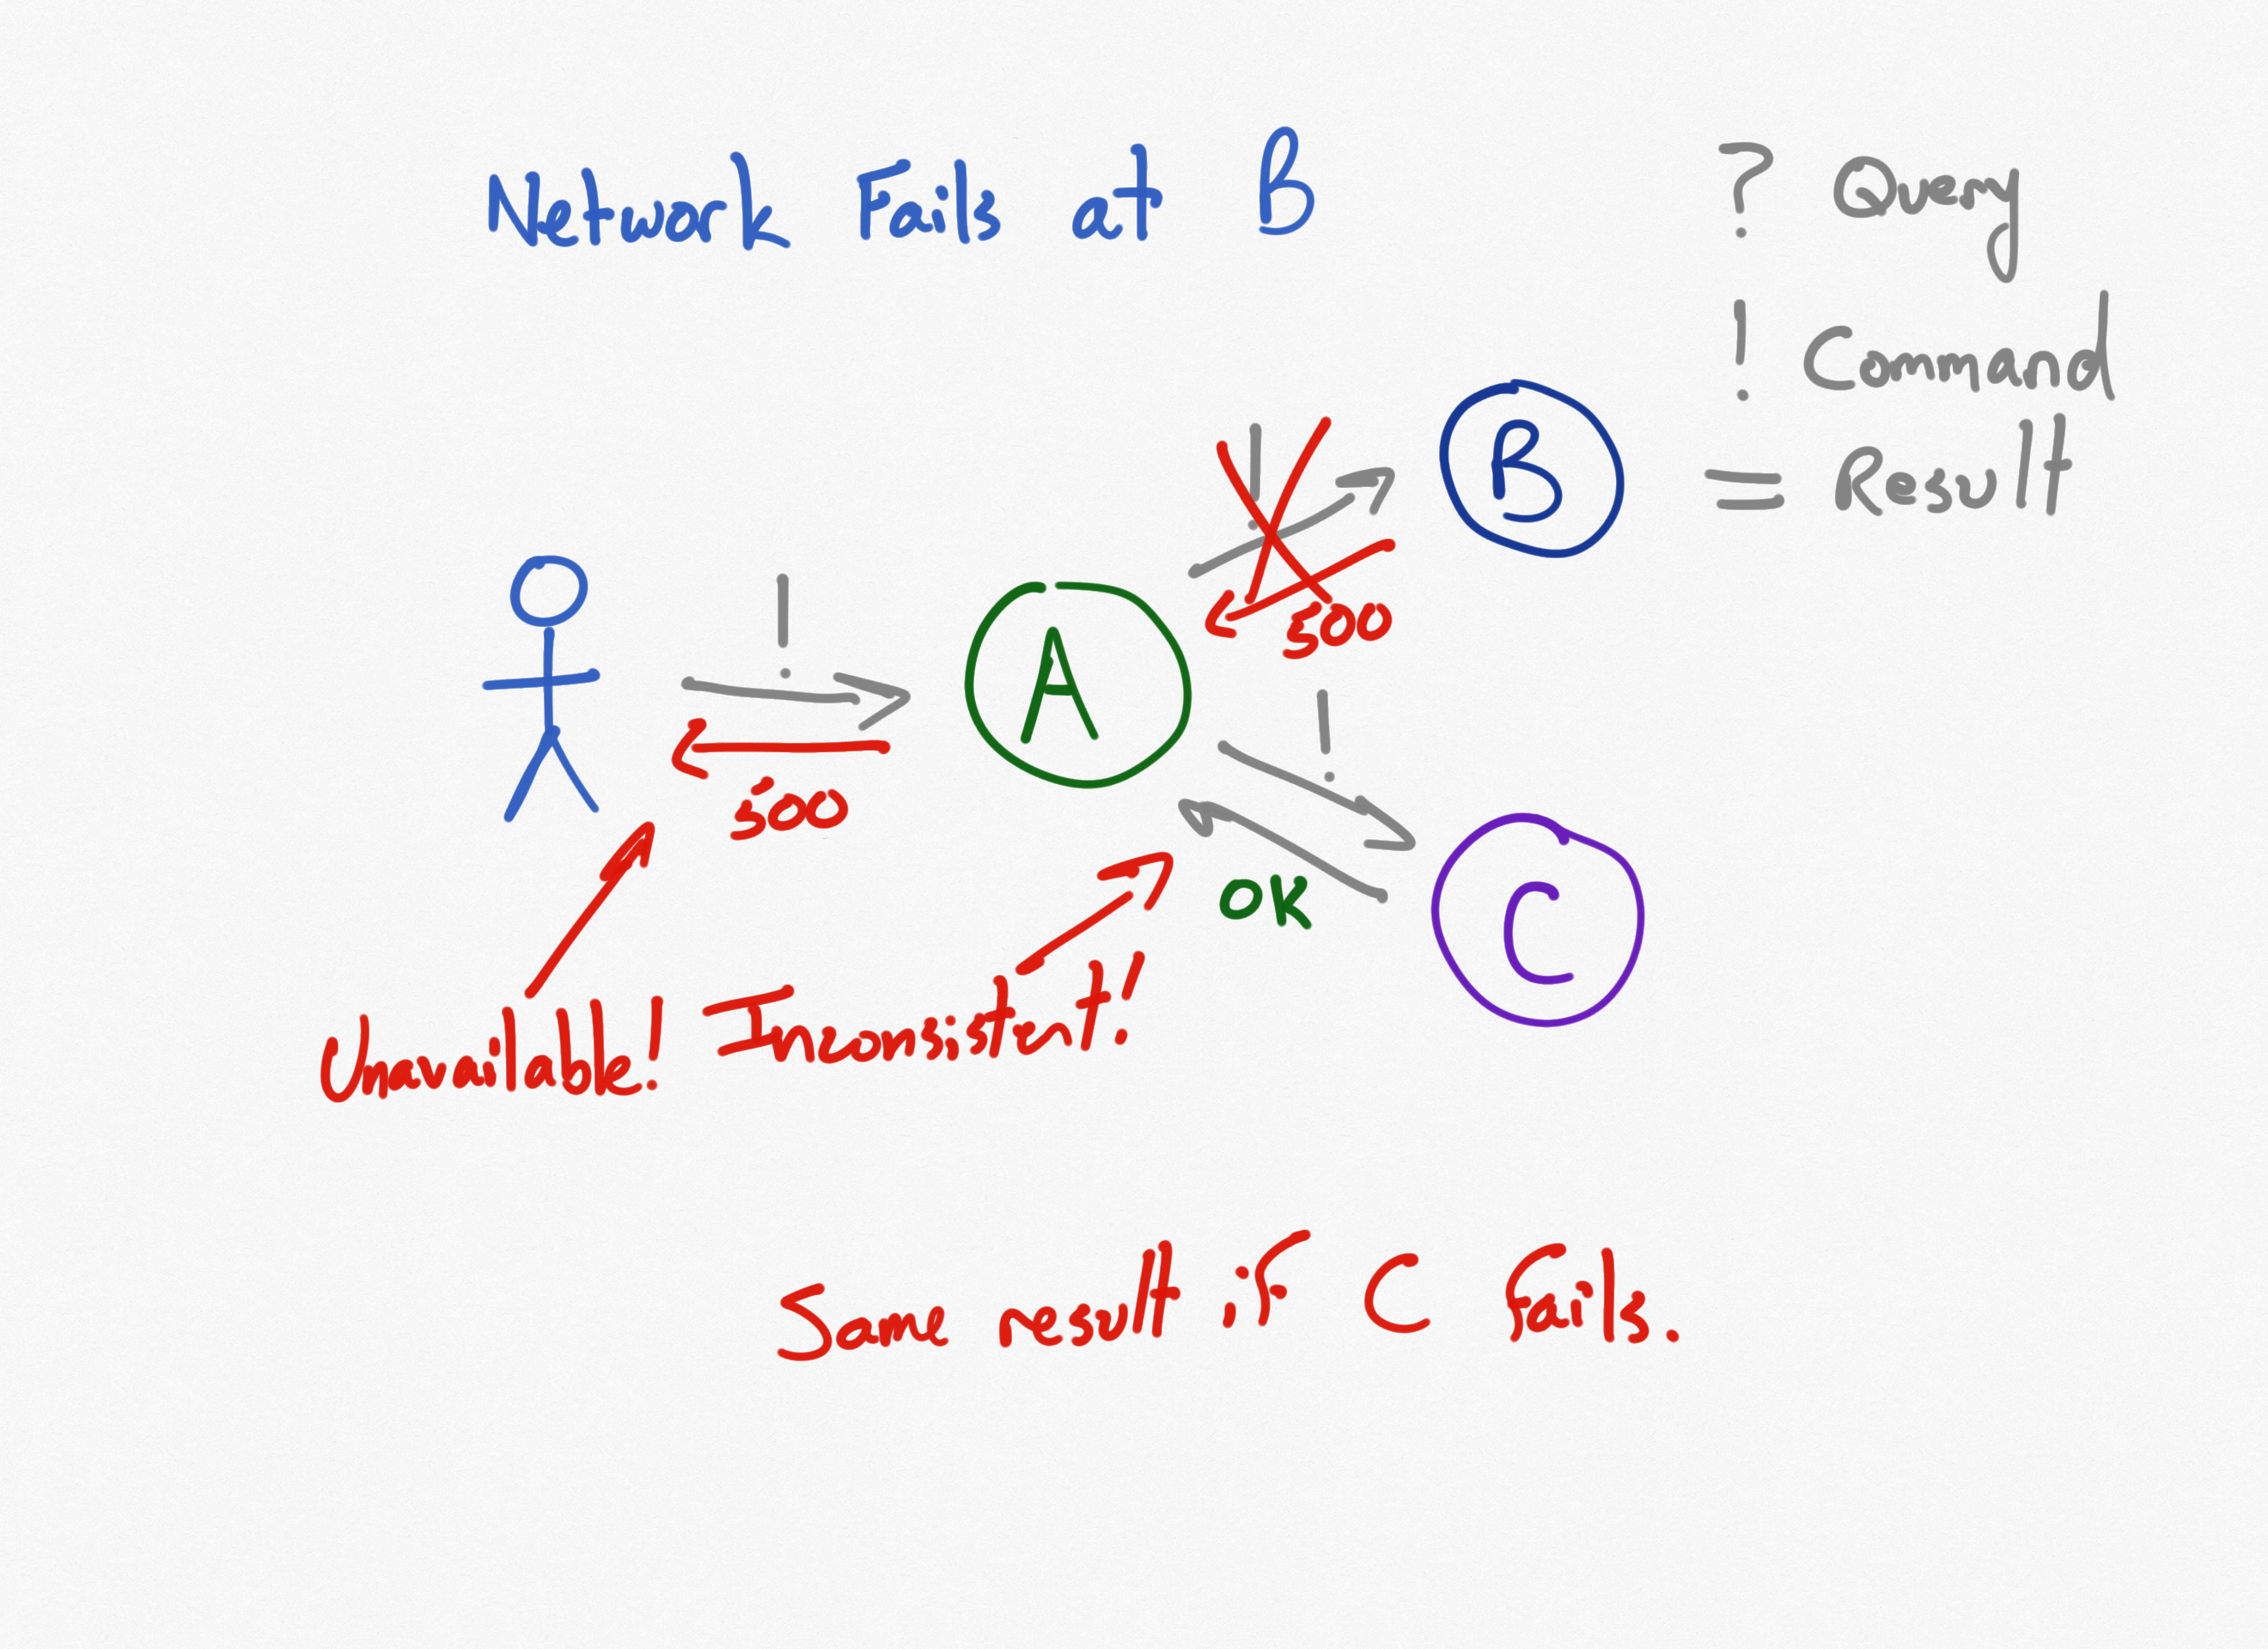 Network Fails at B
? Query
! Command
= Result
!
B
500
!
A
500
!
OK
C
Unavailable!
Inconsistent!
Same result if C fails.